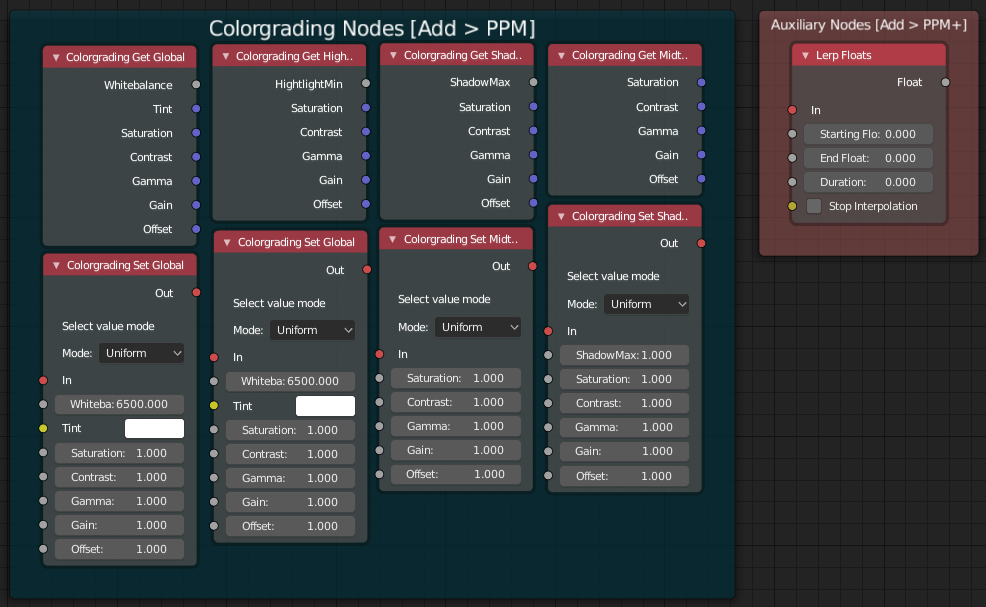 Colorgrading Nodes [Add > PPM]
Colorgrading Get Global
Whitebalance
Tint
Saturation
Contrast
Gamma
Gain
Offset
Colorgrading Get High..
HightlightMin
Saturation
Contrast
Gamma
Gain
Offset
Colorgrading Get Shad..
ShadowMax
Saturation
Contrast
Gamma
Gain
Offset
Colorgrading Get Midt..
Saturation
Contrast
Gamma
Gain
Offset
Colorgrading Set Global
Out
Select value mode
Mode: Uniform
In
Whiteba: 6500.000
Tint
Saturation: 1.000
Contrast: 1.000
Gamma: 1.000
Gain: 1.000
Offset: 1.000
Colorgrading Set Global
Out
Select value mode
Mode: Uniform
In
Whiteba: 6500.000
Tint
Saturation: 1.000
Contrast: 1.000
Gamma: 1.000
Gain: 1.000
Offset: 1.000
Colorgrading Set Midt..
Out
Select value mode
Mode: Uniform
In
Saturation: 1.000
Contrast: 1.000
Gamma: 1.000
Gain: 1.000
Offset: 1.000
Colorgrading Set Shad..
Out
Select value mode
Mode: Uniform
In
ShadowMax: 1.000
Saturation: 1.000
Contrast: 1.000
Gamma: 1.000
Gain: 1.000
Offset: 1.000
Auxiliary Nodes [Add > PPM+]
Lerp Floats
Float
In
Starting Flo: 0.000
End Float: 0.000
Duration: 0.000
Stop Interpolation